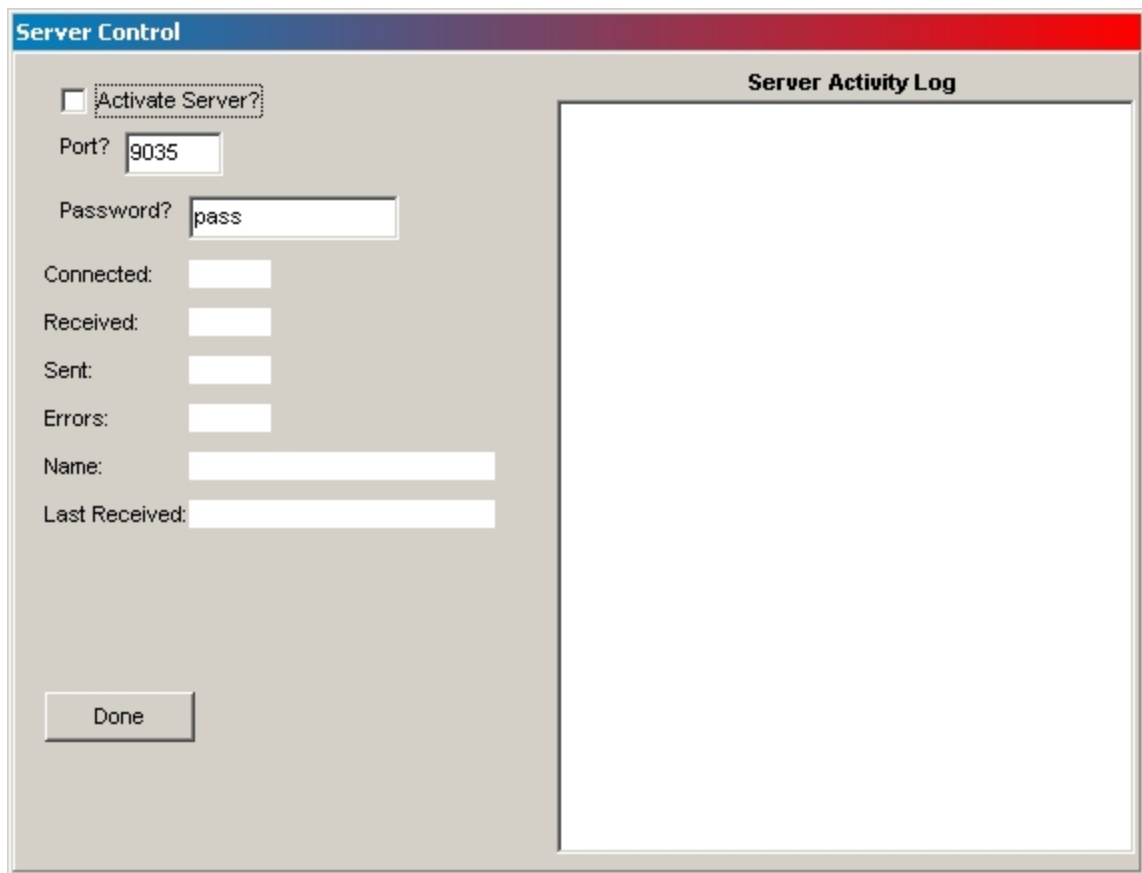 Server Control
Activate Server?
Port? 9035
Password? pass
Connected:
Received:
Sent:
Errors:
Name:
Last Received:
Done
Server Activity Log